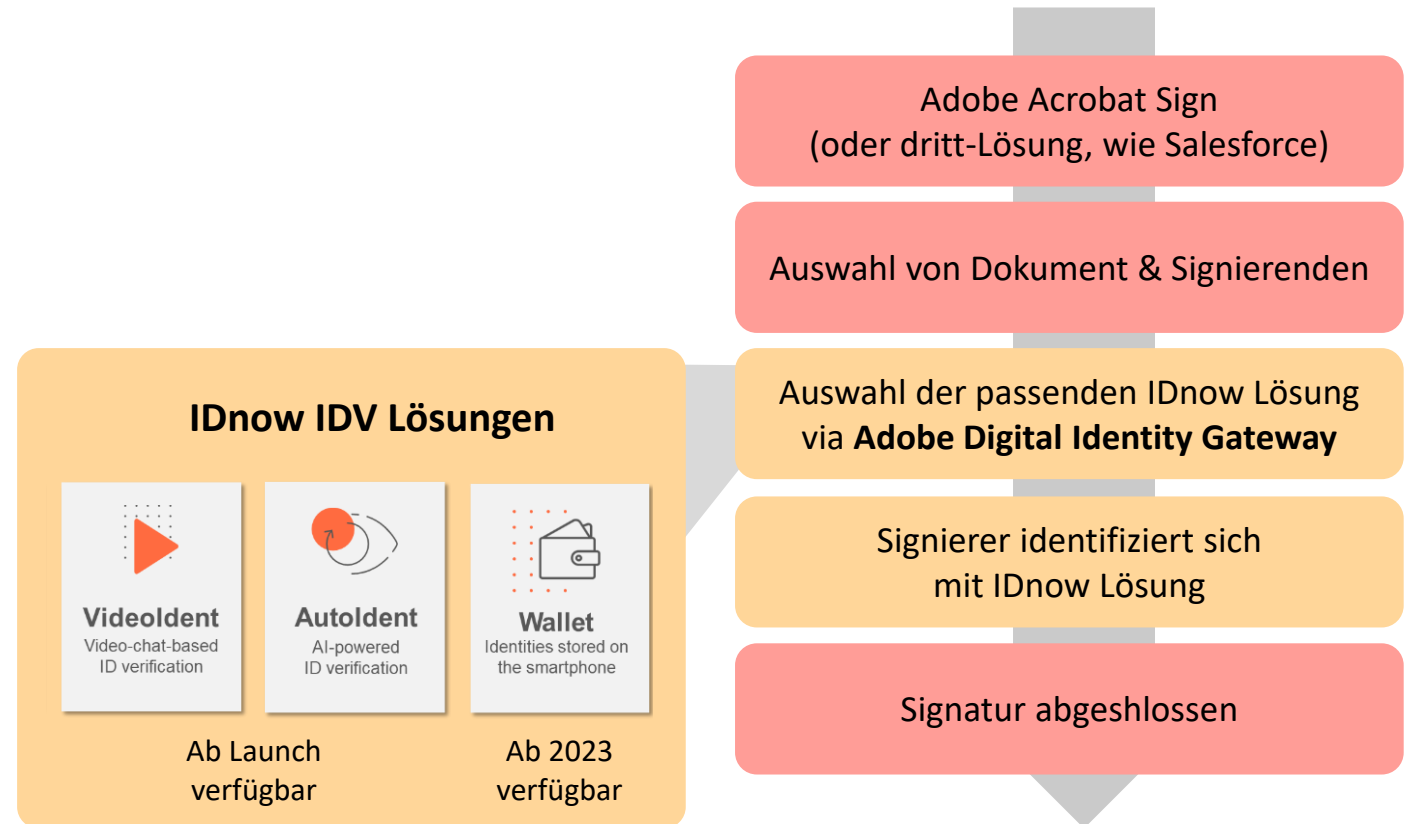 Adobe Acrobat Sign
(oder dritt-Lösung, wie Salesforce)
Auswahl von Dokument & Signierenden
Auswahl der passenden IDnow Lösung
via Adobe Digital Identity Gateway
Signierer identifiziert sich
mit IDnow Lösung
Signatur abgeshlossen
IDnow IDV Lösungen
VideoIdent
Video-chat-based
ID verification
AutoIdent
AI-powered
ID verification
Wallet
Identities stored on
the smartphone
Ab Launch
verfügbar
Ab 2023
verfügbar